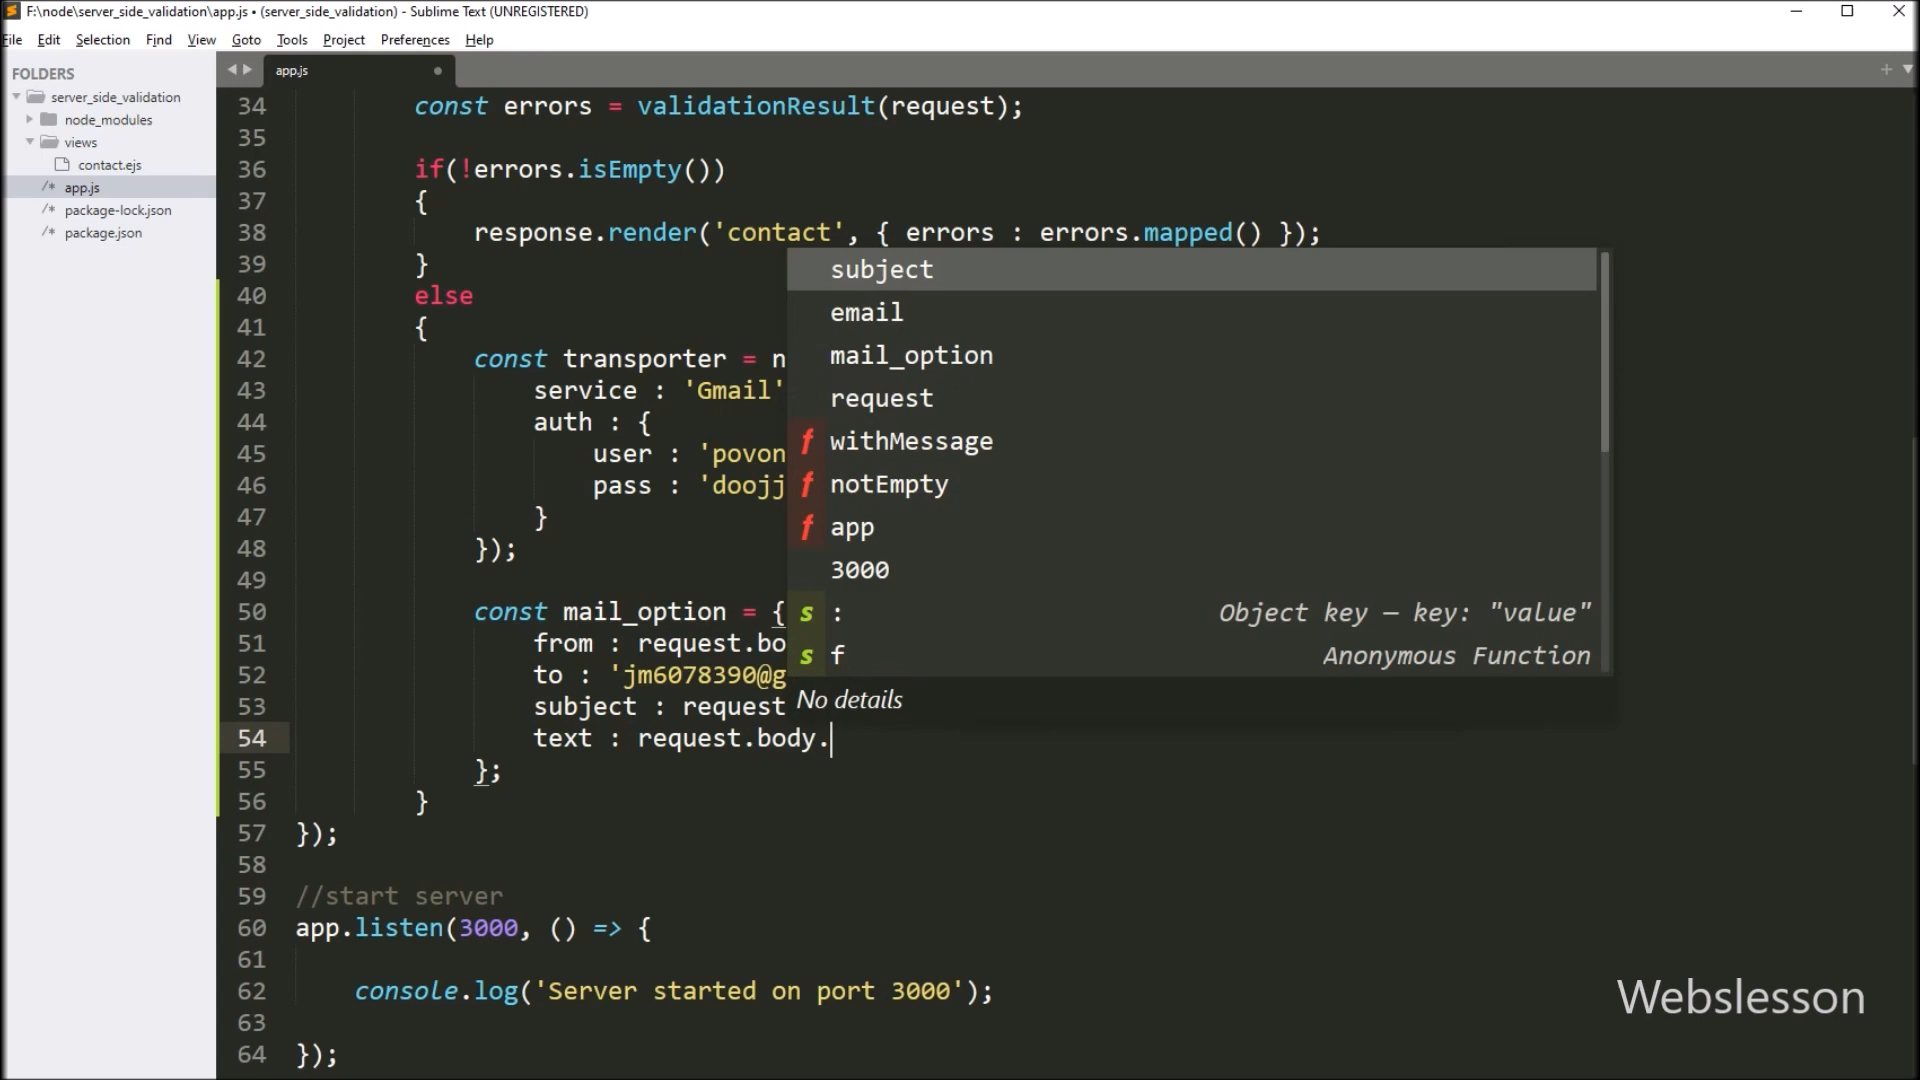 F:\node\server_side_validation\app.js • (server_side_validation) - Sublime Text (UNREGISTERED)
File Edit Selection Find View Goto Tools Project Preferences Help
FOLDERS
server_side_validation
node_modules
views
contact.ejs
/* app.js
/* package-lock.json
/* package.json
app.js
34 const errors = validationResult(request);
35
36 if(!errors.isEmpty())
37 {
38 response.render('contact', { errors : errors.mapped() });
39 }
40 else
41 {
42 const transporter = n
43 service : 'Gmail'
44 auth : {
45 user : 'povon
46 pass : 'doojj
47 }
48 });
49
50 const mail_option = {
51 from : request.bo
52 to : 'jm6078390@g
53 subject : request
54 text : request.body.
55 };
56 }
57 });
58
59 //start server
60 app.listen(3000, () => {
61
62 console.log('Server started on port 3000');
63
64 });
subject
email
mail_option
request
f withMessage
f notEmpty
f app
3000
s : Object key — key: "value"
s f Anonymous Function
No details
Webslesson